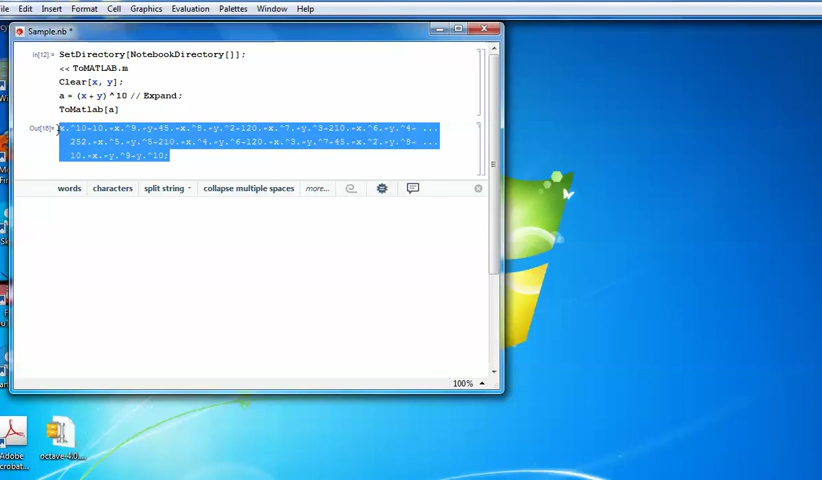 File Edit Insert Format Cell Graphics Evaluation Palettes Window Help
Sample.nb *
In[12]:= SetDirectory[NotebookDirectory[]];
<< ToMATLAB.m
Clear[x, y];
a = (x + y)^10 // Expand;
ToMatlab[a]
Out[16]= x.^10+10.*x.^9.*y+45.*x.^8.*y.^2+120.*x.^7.*y.^3+210.*x.^6.*y.^4+ ...
252.*x.^5.*y.^5+210.*x.^4.*y.^6+120.*x.^3.*y.^7+45.*x.^2.*y.^8+ ...
10.*x.*y.^9+y.^10;
words characters split string collapse multiple spaces more...
100%
Adobe
octave-4.0...